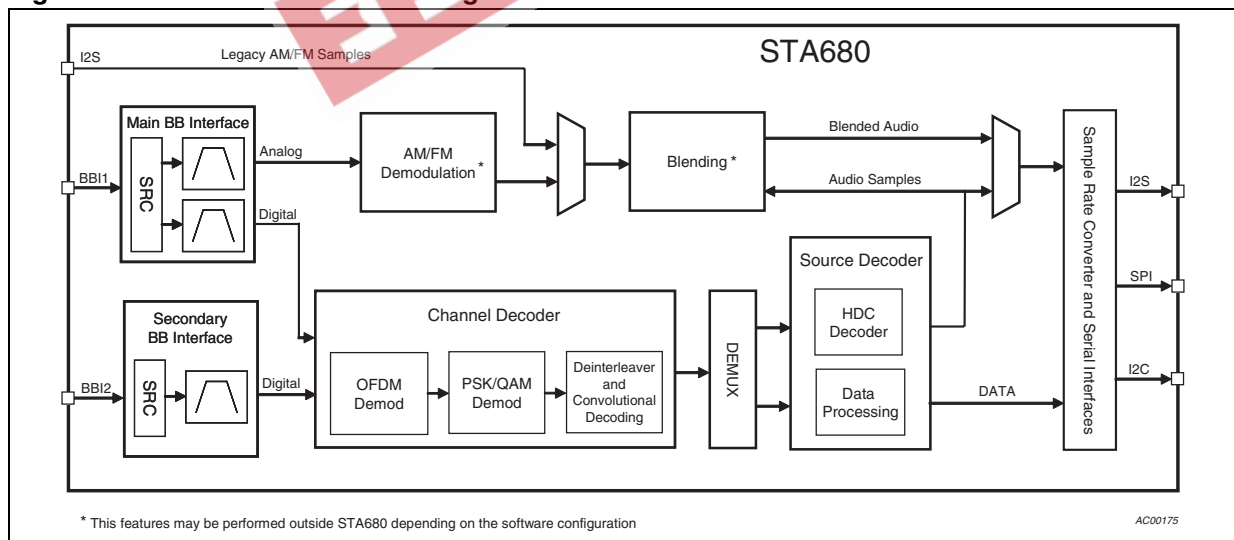 STA680
I2S
Legacy AM/FM Samples
Main BB Interface
SRC
BBI1
Analog
Digital
AM/FM
Demodulation *
Blending *
Blended Audio
Audio Samples
Sample Rate Converter and Serial Interfaces
I2S
SPI
I2C
Secondary
BB Interface
SRC
BBI2
Digital
Channel Decoder
OFDM
Demod
PSK/QAM
Demod
Deinterleaver
and
Convolutional
Decoding
DEMUX
Source Decoder
HDC
Decoder
Data
Processing
DATA
* This features may be performed outside STA680 depending on the software configuration
AC00175